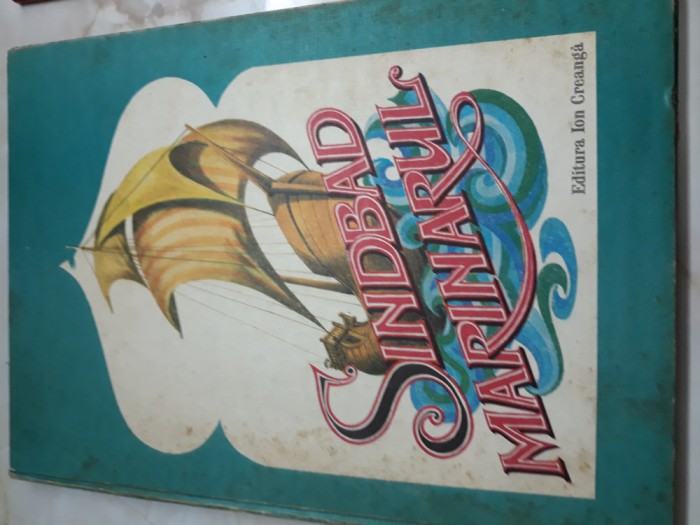 SINDBAD
MARINARUL
Editura Ion Creangă